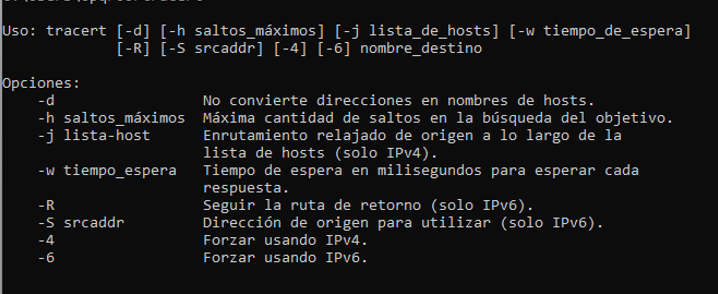 Uso: tracert [-d] [-h saltos_máximos] [-j lista_de_hosts] [-w tiempo_de_espera]
[-R] [-S srcaddr] [-4] [-6] nombre_destino
Opciones:
-d No convierte direcciones en nombres de hosts.
-h saltos_máximos Máxima cantidad de saltos en la búsqueda del objetivo.
-j lista-host Enrutamiento relajado de origen a lo largo de la
lista de hosts (solo IPv4).
-w tiempo_espera Tiempo de espera en milisegundos para esperar cada
respuesta.
-R Seguir la ruta de retorno (solo IPv6).
-S srcaddr Dirección de origen para utilizar (solo IPv6).
-4 Forzar usando IPv4.
-6 Forzar usando IPv6.